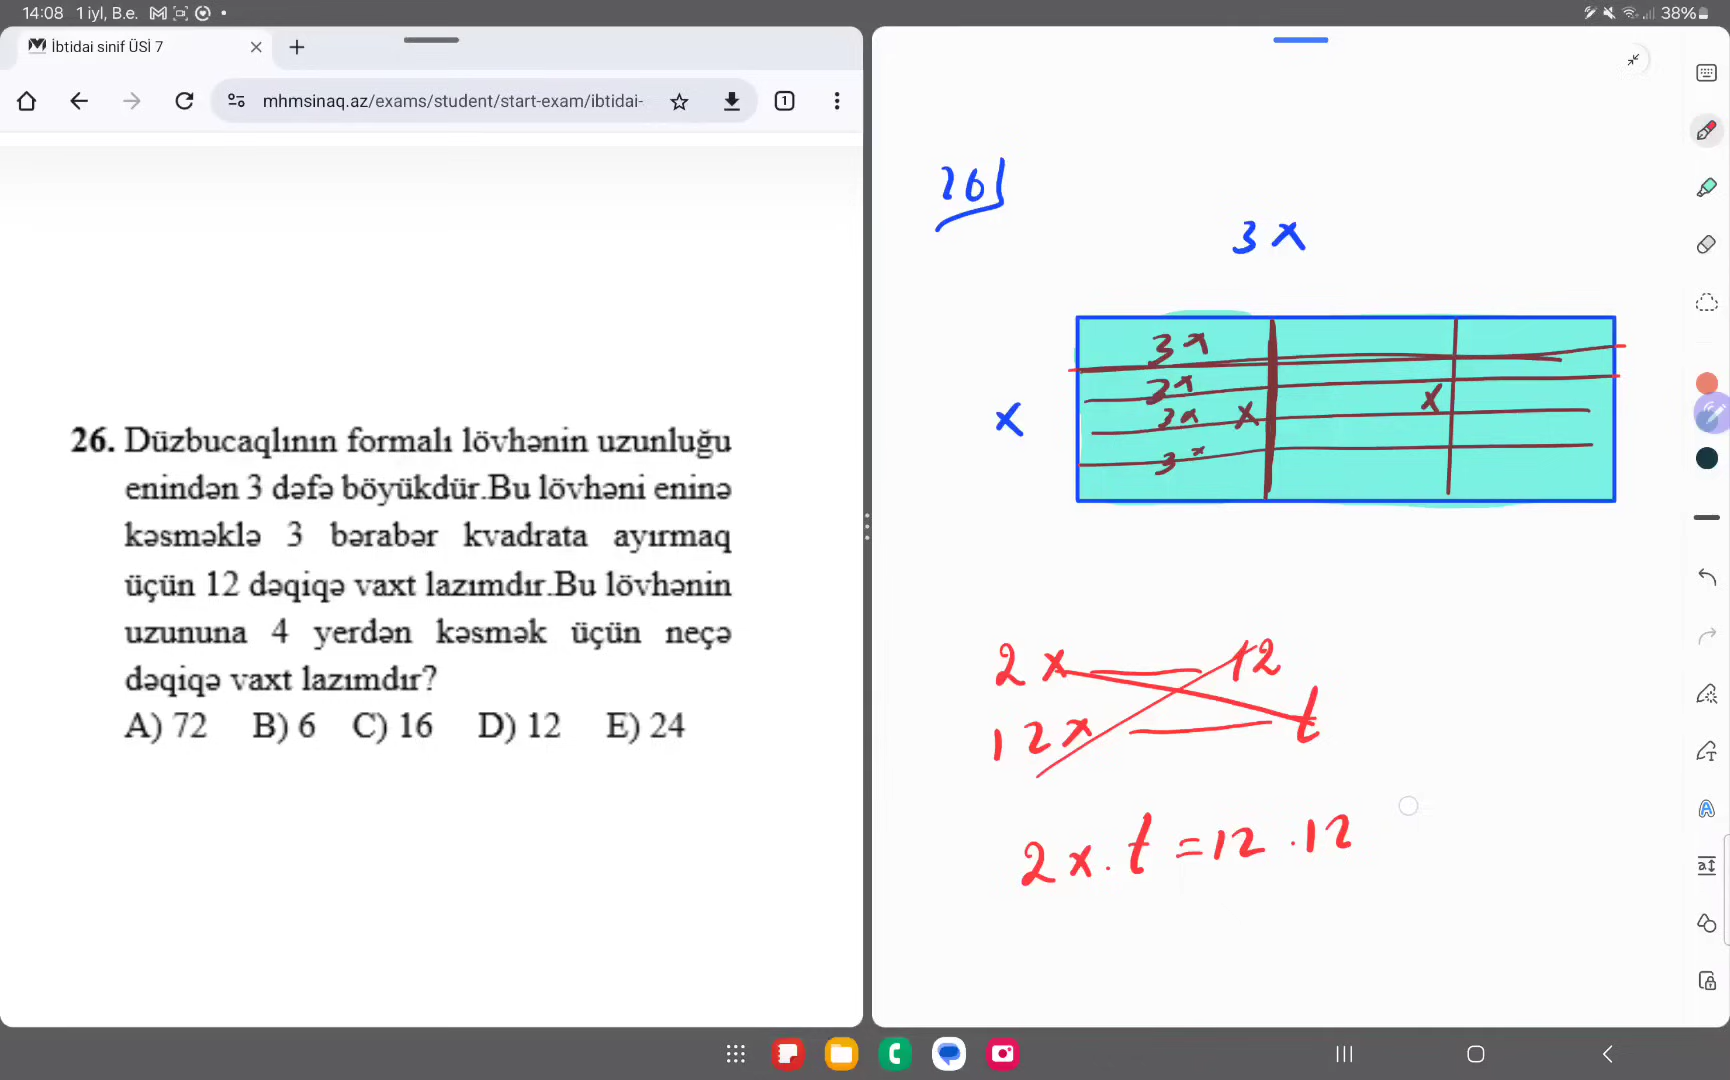 14:08 1 iyl, B.e.
38%
İbtidai sinif ÜSİ 7
mhmsinaq.az/exams/student/start-exam/ibtidai-
1
26. Düzbucaqlının formalı lövhənin uzunluğu
enindən 3 dəfə böyükdür.Bu lövhəni eninə
kəsməklə 3 bərabər kvadrata ayırmaq
üçün 12 dəqiqə vaxt lazımdır.Bu lövhənin
uzununa 4 yerdən kəsmək üçün neçə
dəqiqə vaxt lazımdır?
A) 72 B) 6 C) 16 D) 12 E) 24
26
3x
3x
3x
3x x x
3x
x
2x 12
12x t
2x . t = 12 . 12